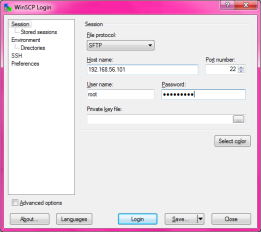 WinSCP Login
Session
Stored sessions
Environment
Directories
SSH
Preferences
Session
File protocol:
SFTP
Host name:
Port number:
192.168.56.101
22
User name:
Password:
root
●●●●●●●●●
Private key file:
...
Select color
Advanced options
About...
Languages
Login
Save...
Close